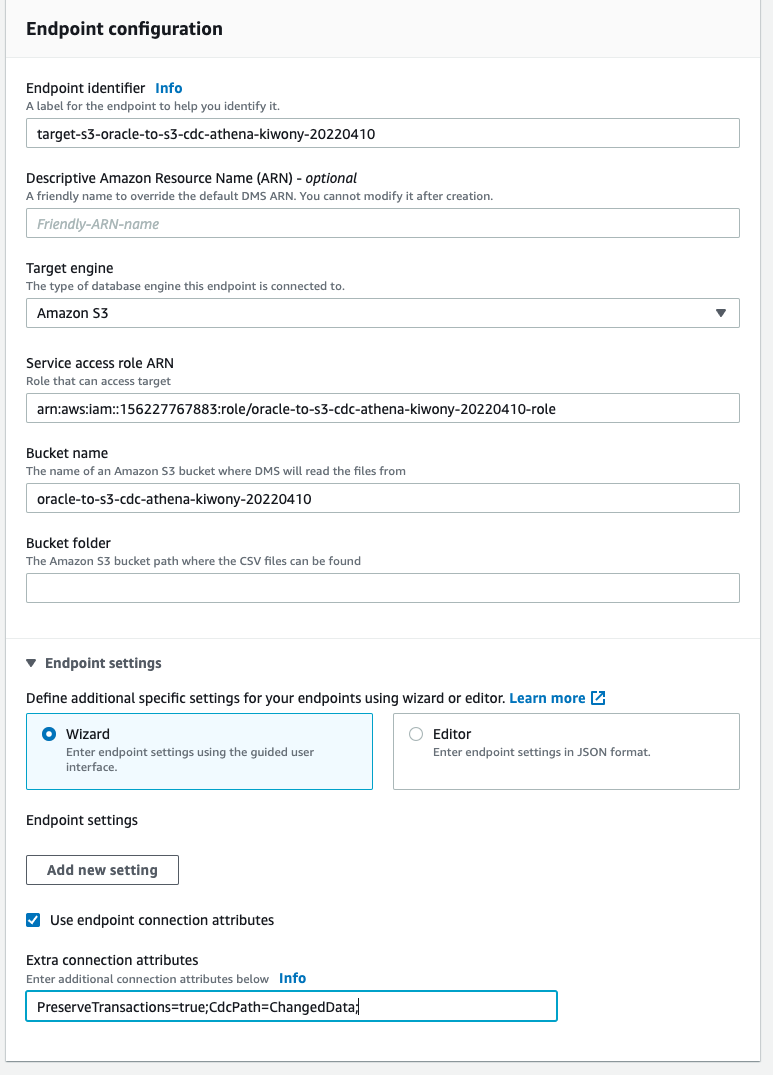 Endpoint configuration
Endpoint identifier Info
A label for the endpoint to help you identify it.
target-s3-oracle-to-s3-cdc-athena-kiwony-20220410
Descriptive Amazon Resource Name (ARN) - optional
A friendly name to override the default DMS ARN. You cannot modify it after creation.
Friendly-ARN-name
Target engine
The type of database engine this endpoint is connected to.
Amazon S3
Service access role ARN
Role that can access target
arn:aws:iam::156227767883:role/oracle-to-s3-cdc-athena-kiwony-20220410-role
Bucket name
The name of an Amazon S3 bucket where DMS will read the files from
oracle-to-s3-cdc-athena-kiwony-20220410
Bucket folder
The Amazon S3 bucket path where the CSV files can be found
Endpoint settings
Define additional specific settings for your endpoints using wizard or editor. Learn more
Wizard
Enter endpoint settings using the guided user
interface.
Editor
Enter endpoint settings in JSON format.
Endpoint settings
Add new setting
Use endpoint connection attributes
Extra connection attributes
Enter additional connection attributes below Info
PreserveTransactions=true;CdcPath=ChangedData;